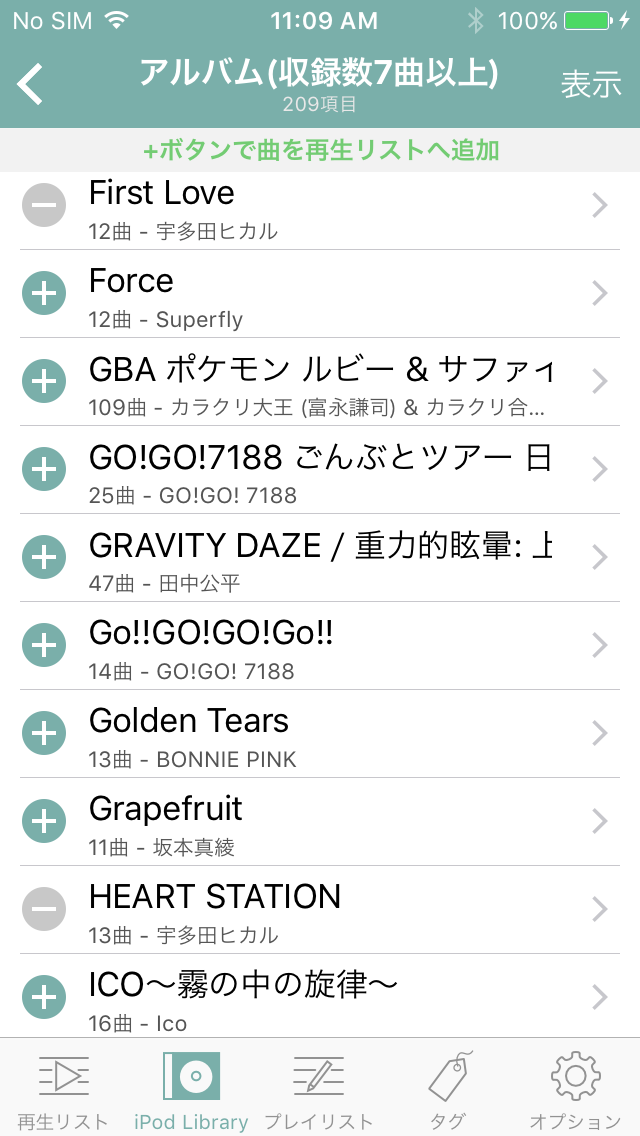 No SIM 11:09 AM 100%
アルバム(収録数7曲以上)
209項目
表示
+ボタンで曲を再生リストへ追加
First Love
12曲 - 宇多田ヒカル
Force
12曲 - Superfly
GBA ポケモン ルビー & サファイ
109曲 - カラクリ大王 (富永謙司) & カラクリ合...
GO!GO!7188 ごんぶとツアー 日
25曲 - GO!GO! 7188
GRAVITY DAZE / 重力的眩暈: 上
47曲 - 田中公平
Go!!GO!GO!Go!!
14曲 - GO!GO! 7188
Golden Tears
13曲 - BONNIE PINK
Grapefruit
11曲 - 坂本真綾
HEART STATION
13曲 - 宇多田ヒカル
ICO〜霧の中の旋律〜
16曲 - Ico
再生リスト iPod Library プレイリスト タグ オプション